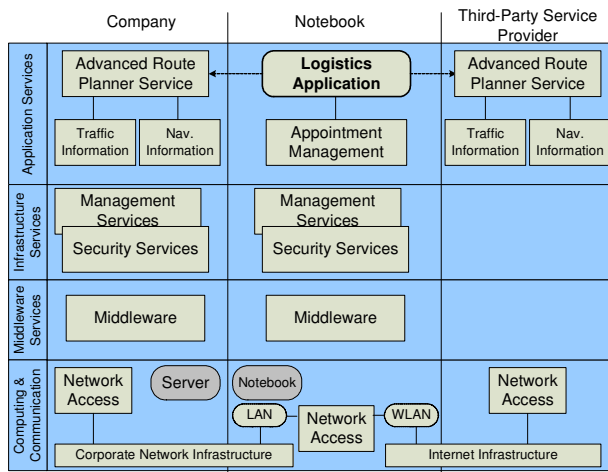 Company
Notebook
Third-Party Service
Provider
Application Services
Advanced Route
Planner Service
Logistics
Application
Advanced Route
Planner Service
Traffic
Information
Nav.
Information
Appointment
Management
Traffic
Information
Nav.
Information
Infrastructure
Services
Management
Services
Security Services
Management
Services
Security Services
Middleware
Services
Middleware
Middleware
Computing &
Communication
Network
Access
Server
Notebook
LAN
Network
Access
WLAN
Network
Access
Corporate Network Infrastructure
Internet Infrastructure